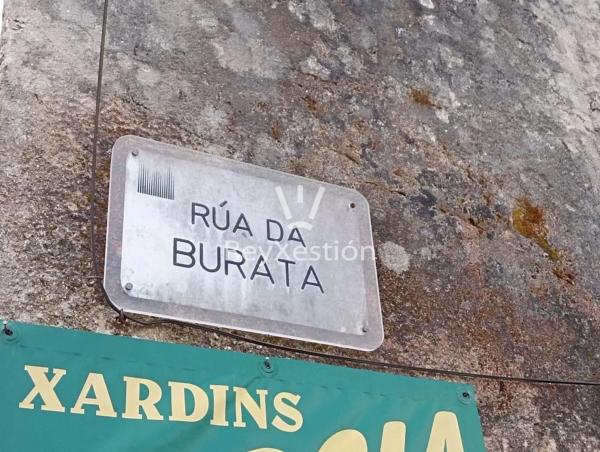 RÚA DA
BURATA
BeyXestión
XARDINS